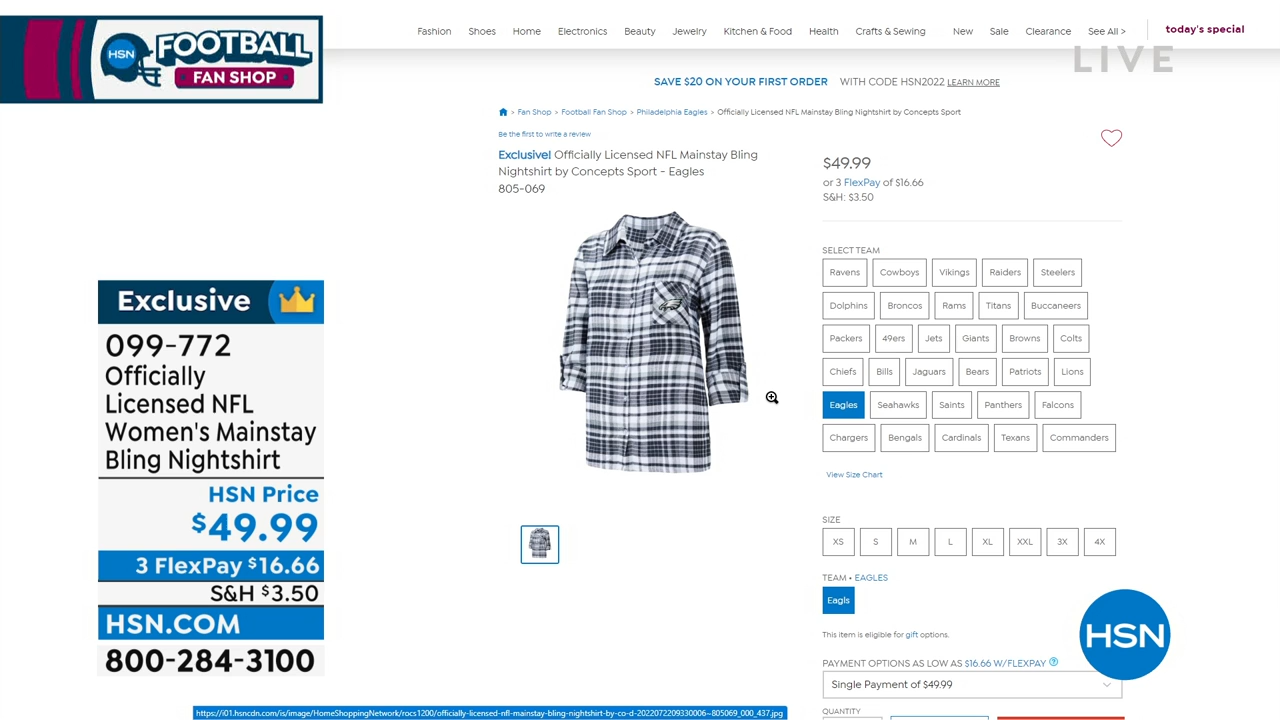 HSN
FOOTBALL
FAN SHOP
Fashion Shoes Home Electronics Beauty Jewelry Kitchen & Food Health Crafts & Sewing New Sale Clearance See All > today's special
LIVE
SAVE $20 ON YOUR FIRST ORDER WITH CODE HSN2022 LEARN MORE
> Fan Shop > Football Fan Shop > Philadelphia Eagles > Officially Licensed NFL Mainstay Bling Nightshirt by Concepts Sport
Be the first to write a review
Exclusive! Officially Licensed NFL Mainstay Bling
Nightshirt by Concepts Sport - Eagles
805-069
$49.99
or 3 FlexPay of $16.66
S&H: $3.50
SELECT TEAM
Ravens Cowboys Vikings Raiders Steelers
Dolphins Broncos Rams Titans Buccaneers
Packers 49ers Jets Giants Browns Colts
Chiefs Bills Jaguars Bears Patriots Lions
Eagles Seahawks Saints Panthers Falcons
Chargers Bengals Cardinals Texans Commanders
View Size Chart
SIZE
XS S M L XL XXL 3X 4X
TEAM • EAGLES
Eagls
This item is eligible for gift options.
PAYMENT OPTIONS AS LOW AS $16.66 W/FLEXPAY ?
Single Payment of $49.99
QUANTITY
Exclusive
099-772
Officially
Licensed NFL
Women's Mainstay
Bling Nightshirt
HSN Price
$49.99
3 FlexPay $16.66
S&H $3.50
HSN.COM
800-284-3100
HSN
https://i01.hsncdn.com/is/image/HomeShoppingNetwork/rocs1200/officially-licensed-nfl-mainstay-bling-nightshirt-by-co-d-2022072209330006~805069_000_437.jpg